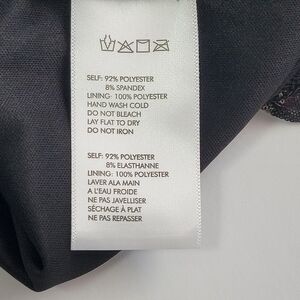 SELF: 92% POLYESTER
8% SPANDEX
LINING: 100% POLYESTER
HAND WASH COLD
DO NOT BLEACH
LAY FLAT TO DRY
DO NOT IRON
SELF: 92% POLYESTER
8% ELASTHANNE
LINING: 100% POLYESTER
LAVER ALA MAIN
A L'EAU FROIDE
NE PAS JAVELLISER
SÉCHAGE À PLAT
NE PAS REPASSER